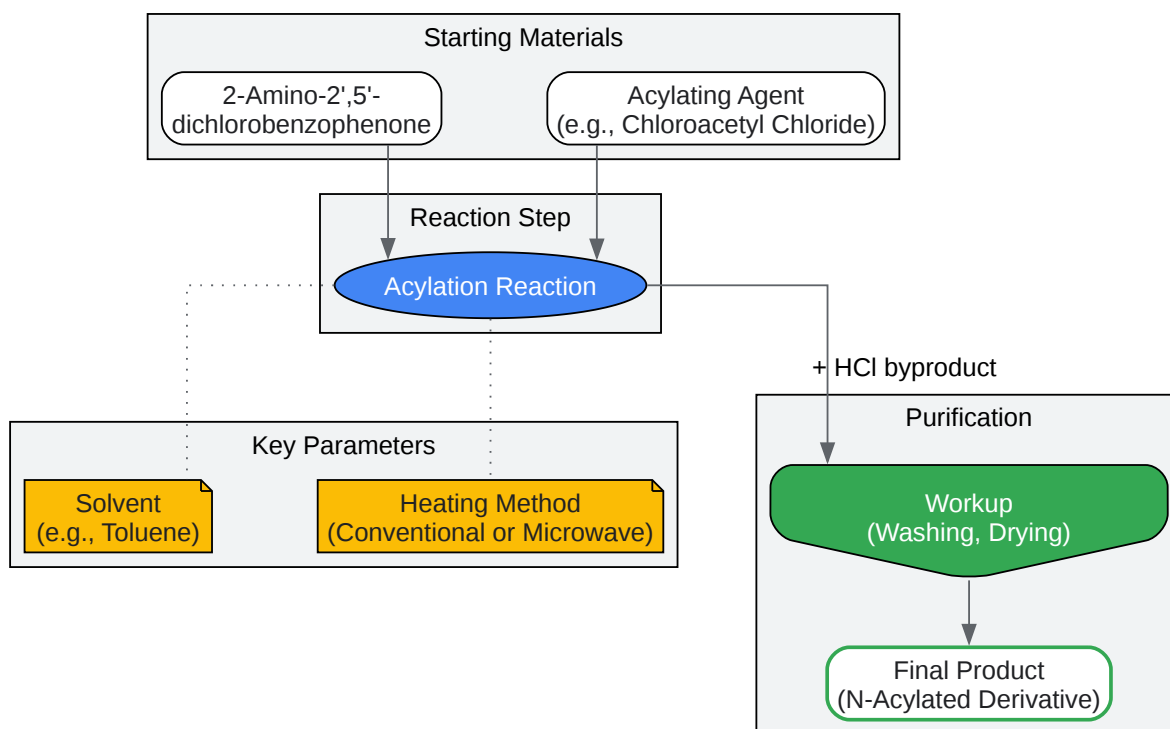 Starting Materials
2-Amino-2',5'-
dichlorobenzophenone
Acylating Agent
(e.g., Chloroacetyl Chloride)
Reaction Step
Acylation Reaction
+ HCl byproduct
Key Parameters
Solvent
(e.g., Toluene)
Heating Method
(Conventional or Microwave)
Purification
Workup
(Washing, Drying)
Final Product
(N-Acylated Derivative)